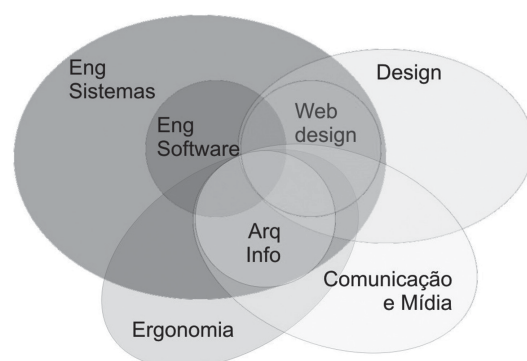 Eng
Sistemas
Design
Web
design
Eng
Software
Arq
Info
Comunicação
e Mídia
Ergonomia